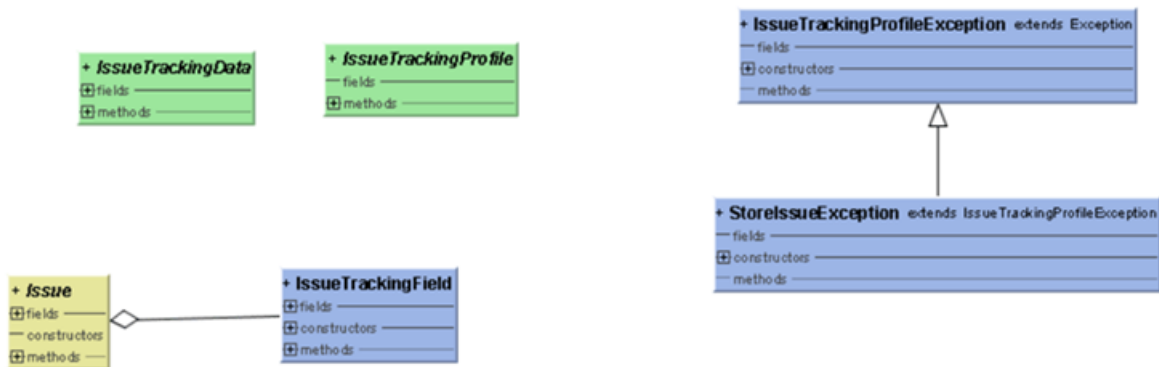 + IssueTrackingData
fields
methods
+ IssueTrackingProfile
fields
methods
+ IssueTrackingProfileException extends Exception
fields
constructors
methods
+ StoreIssueException extends IssueTrackingProfileException
fields
constructors
methods
+ Issue
fields
constructors
methods
+ IssueTrackingField
fields
constructors
methods